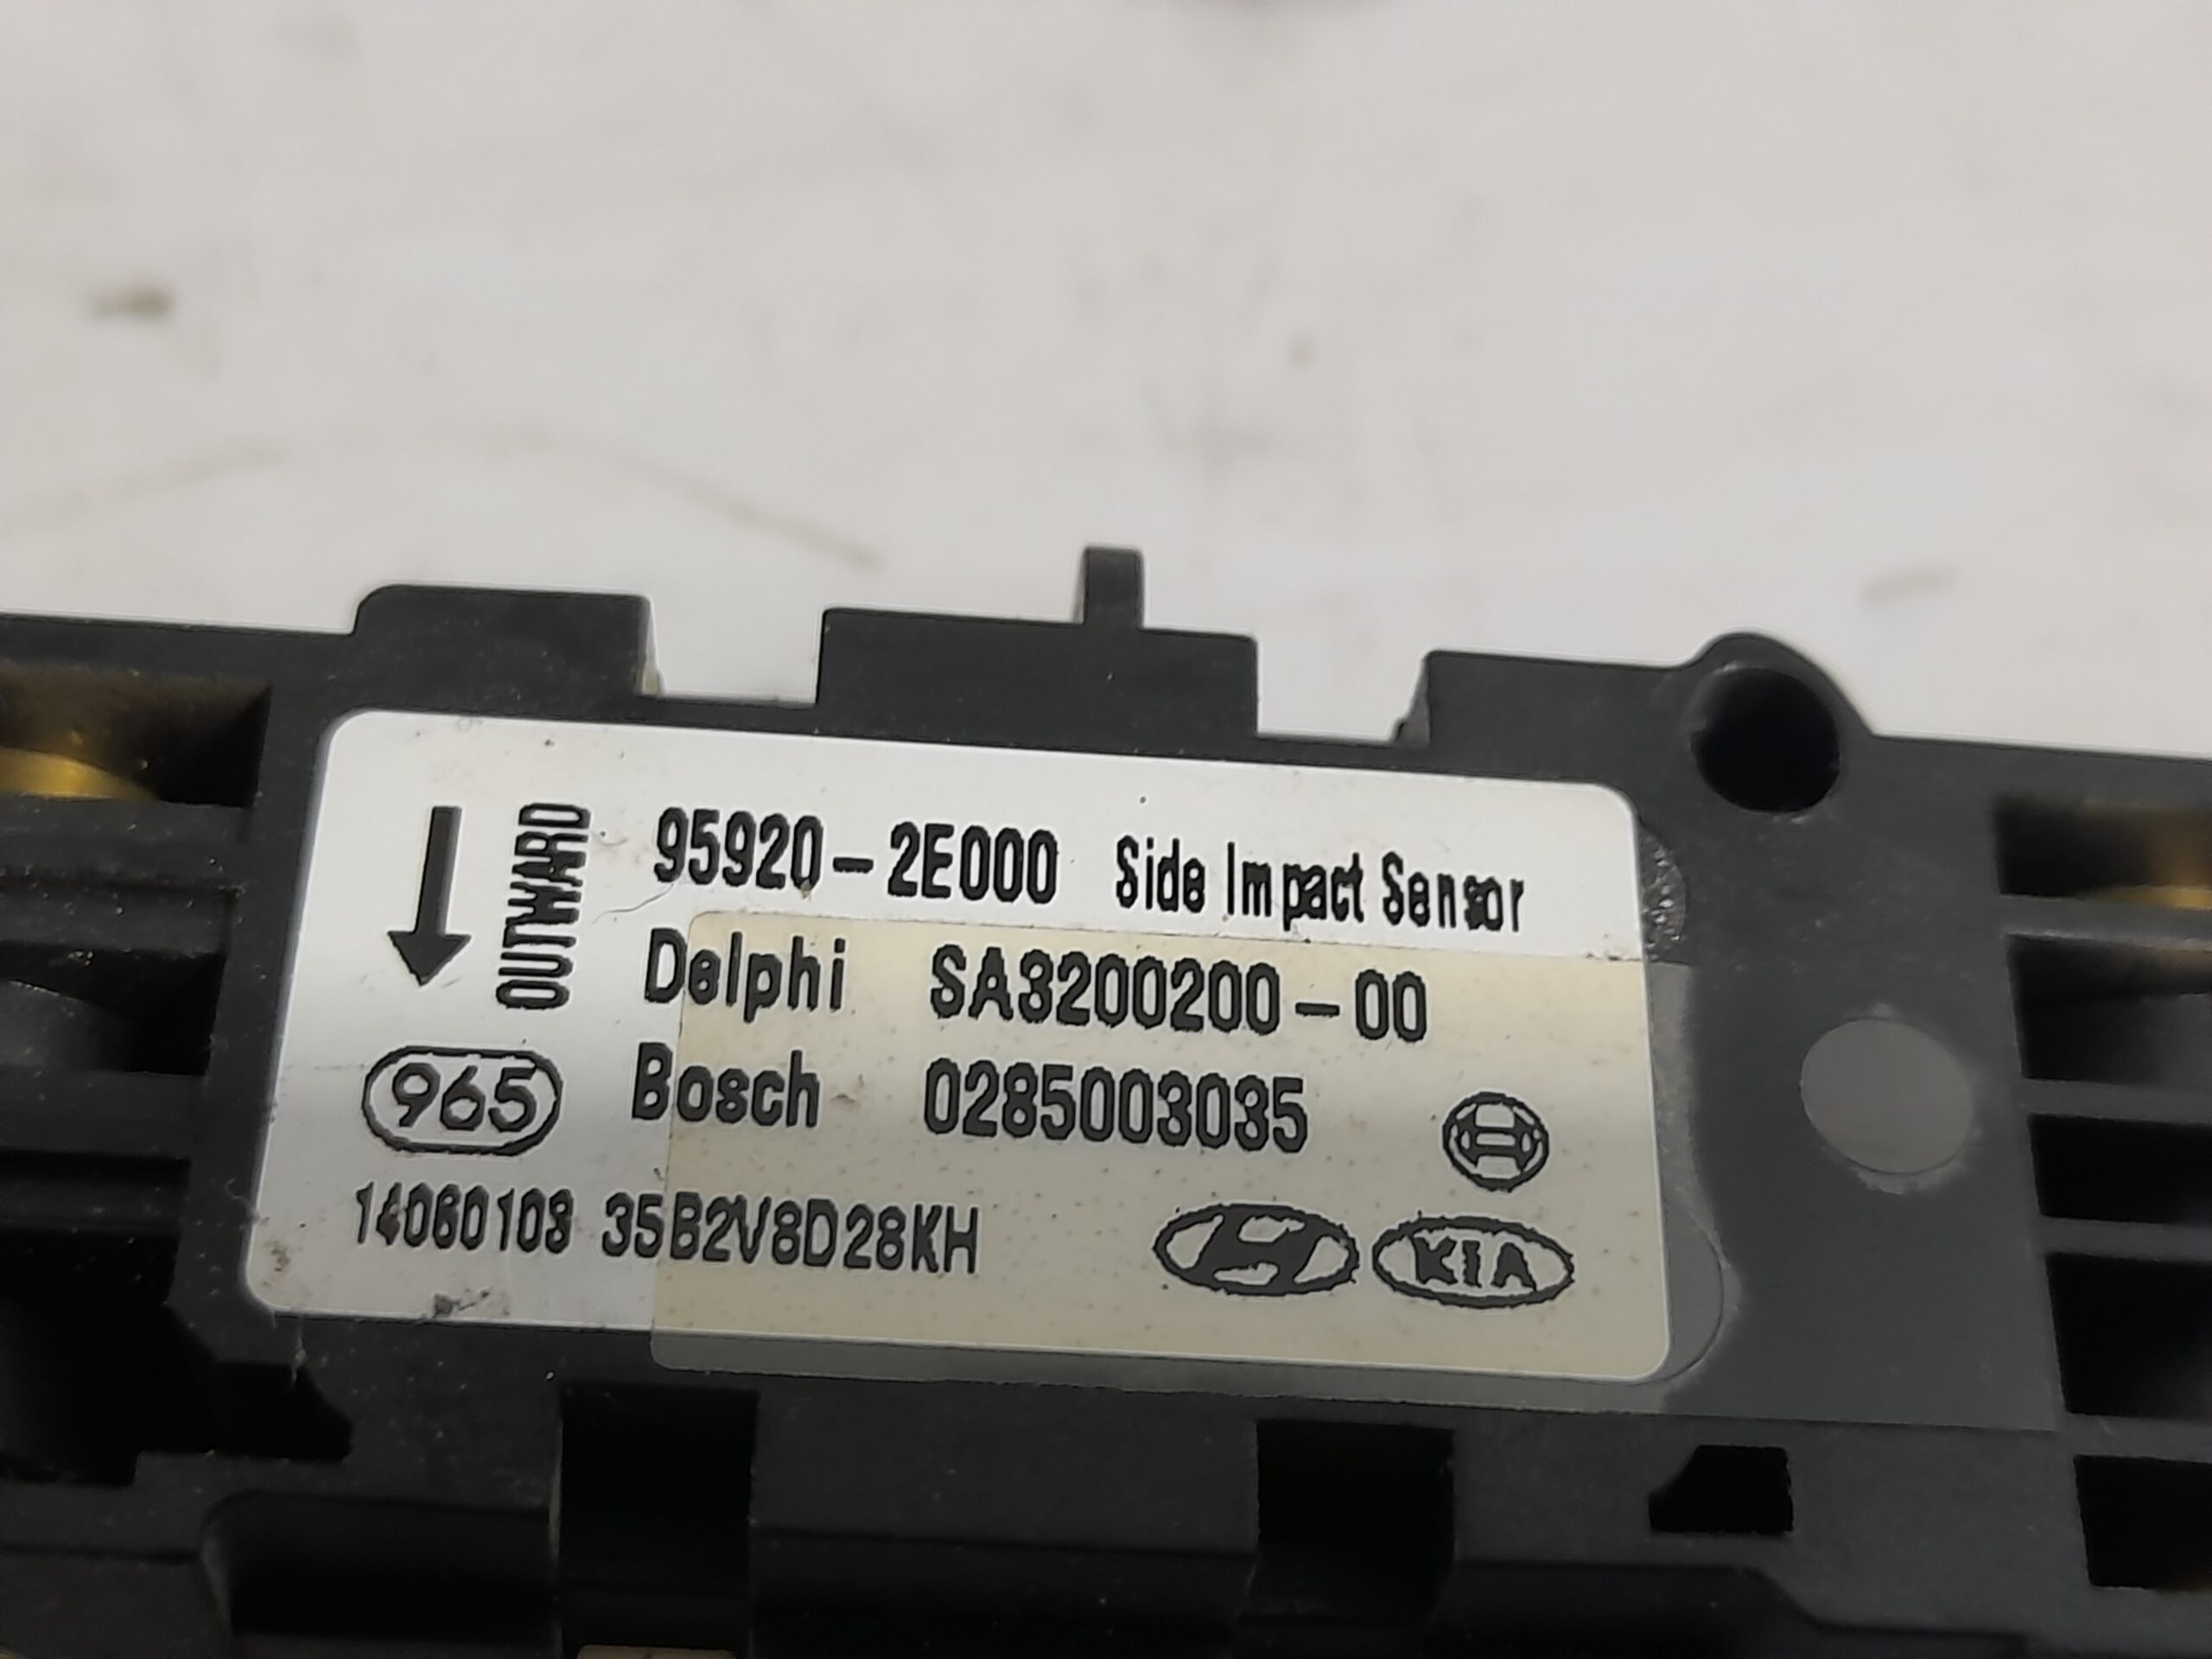 OUTWARD
95920-2E000 Side Impact Sensor
Delphi SA3200200-00
965
Bosch 0285003035
14060103 35B2V8D28KH
KIA